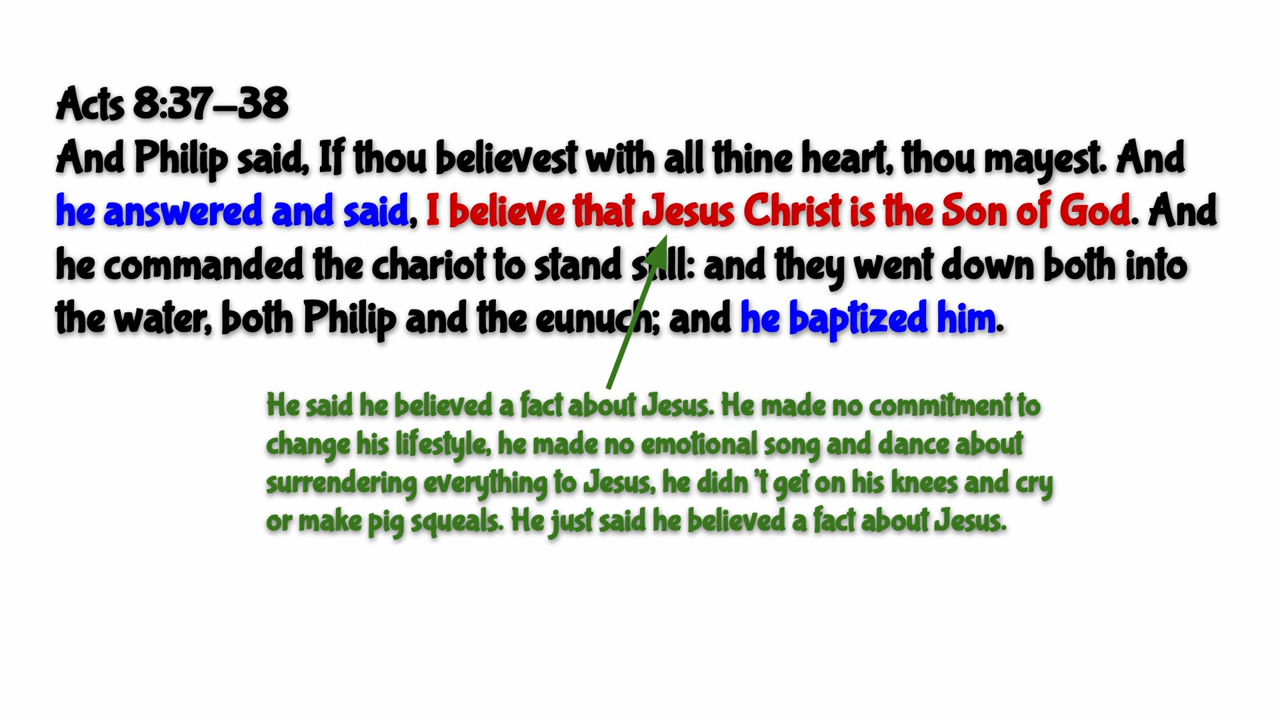 Acts 8:37–38
And Philip said, If thou believest with all thine heart, thou mayest. And
he answered and said, I believe that Jesus Christ is the Son of God. And
he commanded the chariot to stand still: and they went down both into
the water, both Philip and the eunuch; and he baptized him.
He said he believed a fact about Jesus. He made no commitment to
change his lifestyle, he made no emotional song and dance about
surrendering everything to Jesus, he didn 't get on his knees and cry
or make pig squeals. He just said he believed a fact about Jesus.